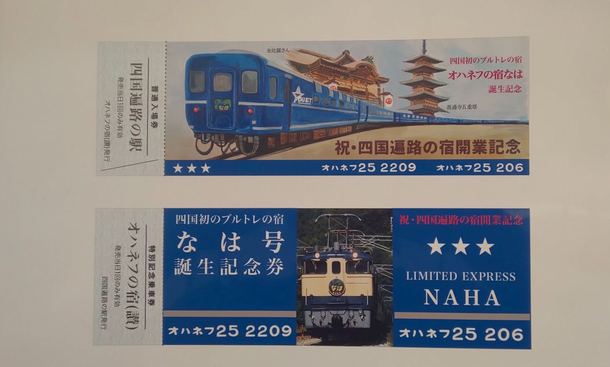 普通入場券
四国遍路の駅
発売当日1回のみ有効
オハネフの宿(讃)発行
金比羅さん
四国初のブルトレの宿
オハネフの宿なは
誕生記念
善通寺五重塔
なは
祝・四国遍路の宿開業記念
★★★
オハネフ25 2209
オハネフ25 206
特別記念乗車券
オハネフの宿(讃)
発売当日1回のみ有効
四国遍路の駅発行
四国初のブルトレの宿
なは号
誕生記念券
オハネフ25 2209
なは
祝・四国遍路の宿開業記念
★★★
LIMITED EXPRESS
NAHA
オハネフ25 206